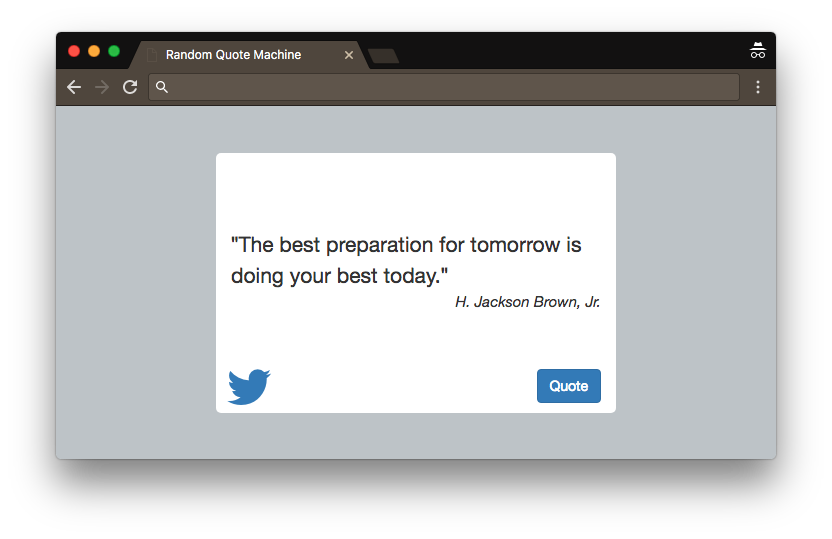 Random Quote Machine
"The best preparation for tomorrow is
doing your best today."
H. Jackson Brown, Jr.
Quote